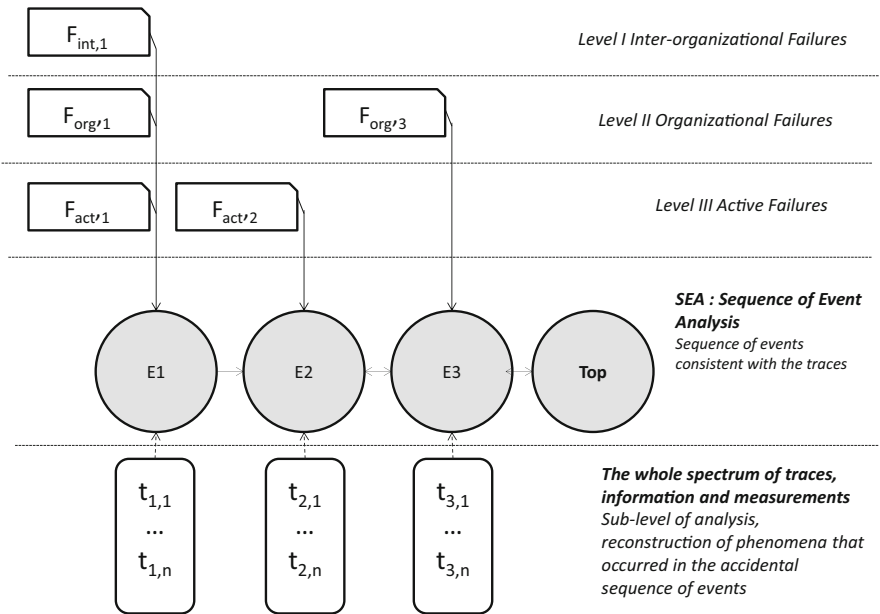 F_int,1
Level I Inter-organizational Failures
F_org,1
F_org,3
Level II Organizational Failures
F_act,1
F_act,2
Level III Active Failures
SEA : Sequence of Event
Analysis
Sequence of events
consistent with the traces
E1
E2
E3
Top
t_1,1
...
t_1,n
t_2,1
...
t_2,n
t_3,1
...
t_3,n
The whole spectrum of traces,
information and measurements
Sub-level of analysis,
reconstruction of phenomena that
occurred in the accidental
sequence of events